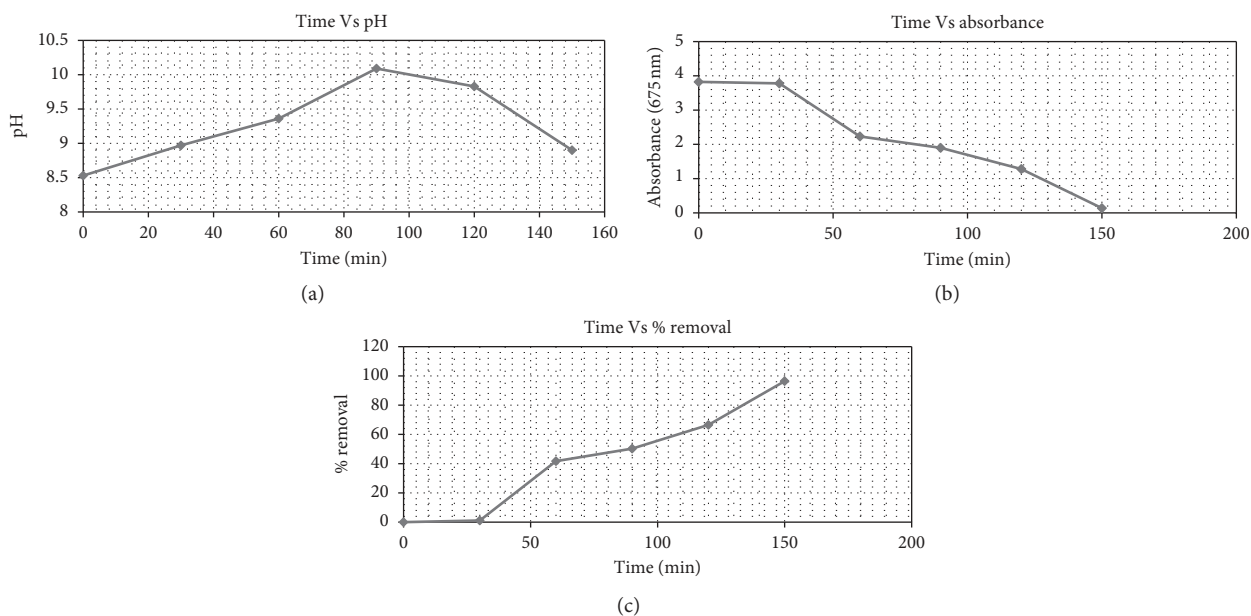 Time Vs pH
10.5
10
9.5
9
8.5
8
pH
0 20 40 60 80 100 120 140 160
Time (min)
(a)
Time Vs absorbance
5
4
3
2
1
0
Absorbance (675 nm)
0 50 100 150 200
Time (min)
(b)
Time Vs % removal
120
100
80
60
40
20
0
% removal
0 50 100 150 200
Time (min)
(c)